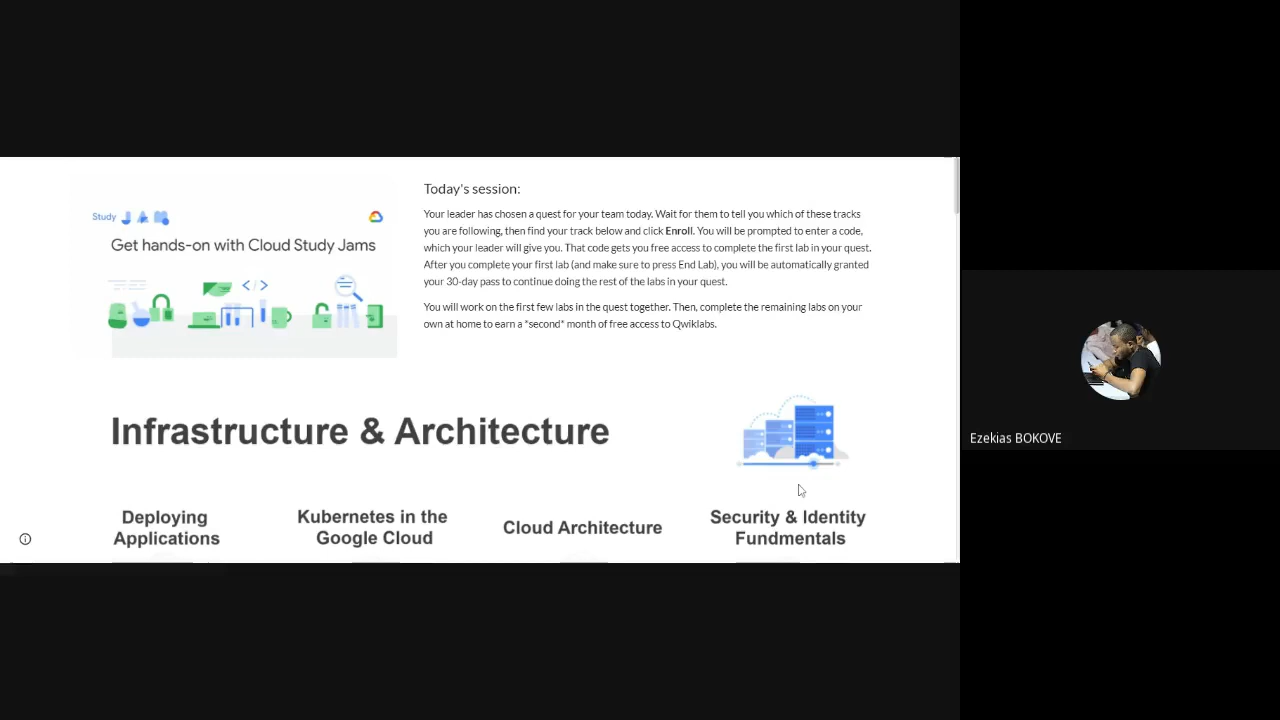 Study JAM
Get hands-on with Cloud Study Jams
</>
Today's session:
Your leader has chosen a quest for your team today. Wait for them to tell you which of these tracks
you are following, then find your track below and click Enroll. You will be prompted to enter a code,
which your leader will give you. That code gets you free access to complete the first lab in your quest.
After you complete your first lab (and make sure to press End Lab), you will be automatically granted
your 30-day pass to continue doing the rest of the labs in your quest.
You will work on the first few labs in the quest together. Then, complete the remaining labs on your
own at home to earn a *second* month of free access to Qwiklabs.
Infrastructure & Architecture
Deploying
Applications
Kubernetes in the
Google Cloud
Cloud Architecture
Security & Identity
Fundmentals
Ezekias BOKOVE